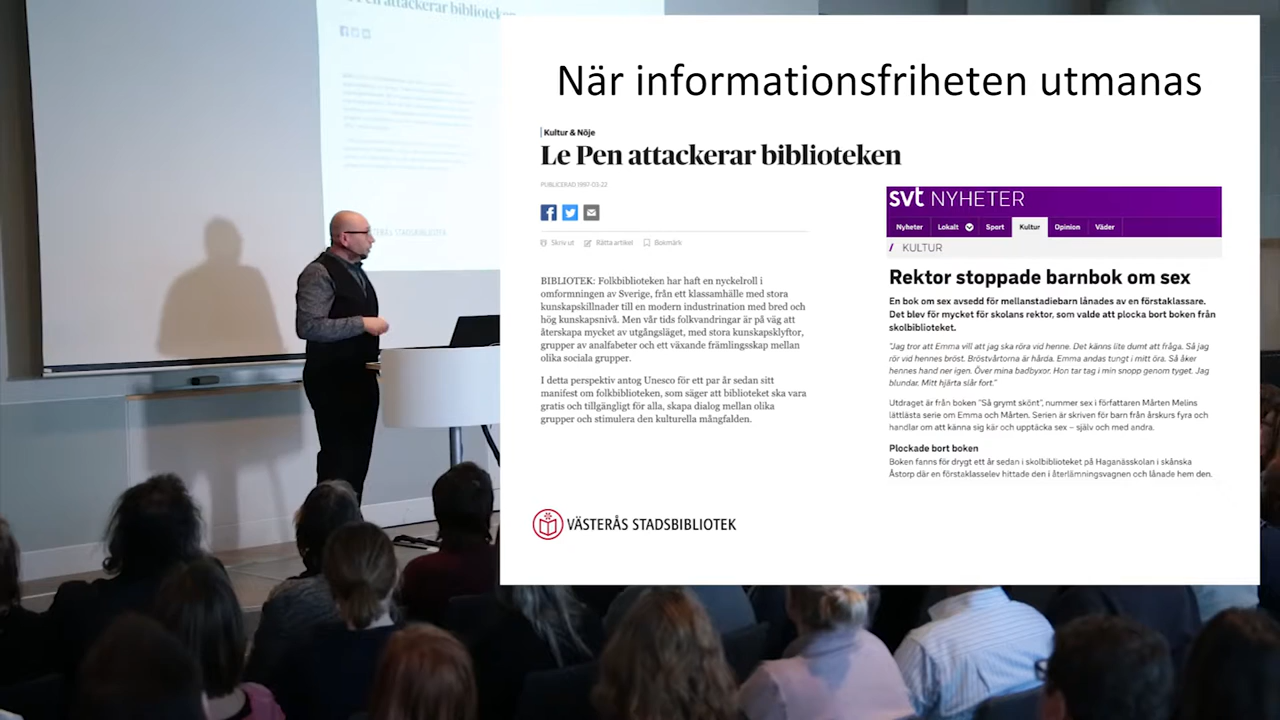 Pen attackerar biblioteken
VÄSTERÅS STADSBIBLIOTEK
När informationsfriheten utmanas
Kultur & Nöje
Le Pen attackerar biblioteken
PUBLICERAD 1997-03-22
Skriv ut Rätta artikel Bokmärk
BIBLIOTEK: Folkbiblioteken har haft en nyckelroll i
omformningen av Sverige, från ett klassamhälle med stora
kunskapskillnader till en modern industrination med bred och
hög kunskapsnivå. Men vår tids folkvandringar är på väg att
återskapa mycket av utgångsläget, med stora kunskapsklyftor,
grupper av analfabeter och ett växande främlingsskap mellan
olika sociala grupper.
I detta perspektiv antog Unesco för ett par år sedan sitt
manifest om folkbiblioteken, som säger att biblioteket ska vara
gratis och tillgängligt för alla, skapa dialog mellan olika
grupper och stimulera den kulturella mångfalden.
svt NYHETER
Nyheter Lokalt Sport Kultur Opinion Väder
/ KULTUR
Rektor stoppade barnbok om sex
En bok om sex avsedd för mellanstadiebarn lånades av en förstaklassare.
Det blev för mycket för skolans rektor, som valde att plocka bort boken från
skolbiblioteket.
"Jag tror att Emma vill att jag ska röra vid henne. Det känns lite dumt att fråga. Så jag
rör vid hennes bröst. Bröstvårtorna är hårda. Emma andas tungt i mitt öra. Så åker
hennes hand ner igen. Över mina badbyxor. Hon tar tag i min snopp genom tyget. Jag
blundar. Mitt hjärta slår fort."
Utdraget är från boken "Så grymt skönt", nummer sex i författaren Mårten Melins
lättlästa serie om Emma och Mårten. Serien är skriven för barn från årskurs fyra och
handlar om att känna sig kär och upptäcka sex – själv och med andra.
Plockade bort boken
Boken fanns för drygt ett år sedan i skolbiblioteket på Haganässkolan i skånska
Åstorp där en förstaklasselev hittade den i återlämningsvagnen och lånade hem den.
VÄSTERÅS STADSBIBLIOTEK